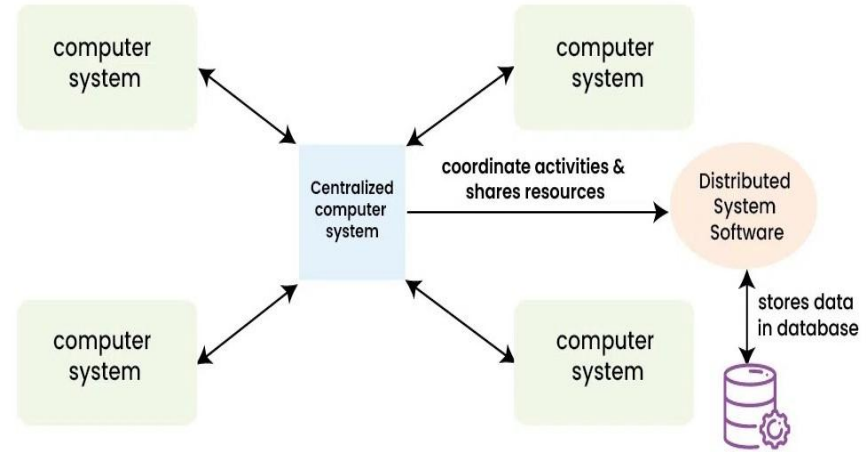 computer
system
computer
system
Centralized
computer
system
coordinate activities &
shares resources
Distributed
System
Software
stores data
in database
computer
system
computer
system